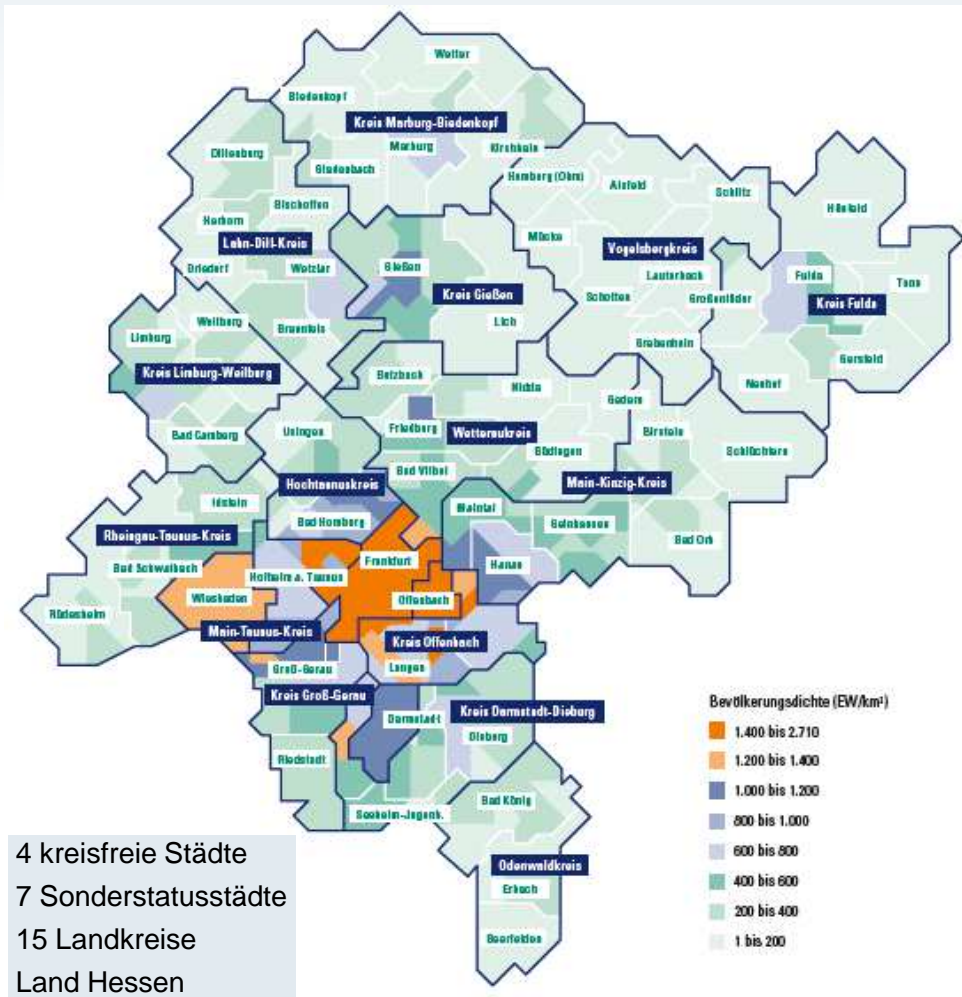 Wetter
Biedenkopf
Kreis Marburg-Biedenkopf
Marburg
Kirchhain
Dillenburg
Gladenbach
Homberg (Ohm)
Alsfeld
Schlitz
Hünfeld
Bischoffen
Herborn
Mücke
Lahn-Dill-Kreis
Vogelsbergkreis
Driedorf
Wetzlar
Gießen
Lauterbach
Fulda
Tann
Kreis Gießen
Schotten
Großenlüder
Kreis Fulda
Weilburg
Lich
Limburg
Braunfels
Grebenhain
Gersfeld
Kreis Limburg-Weilburg
Butzbach
Nidda
Neuhof
Gedern
Bad Camberg
Usingen
Friedberg
Wetteraukreis
Birstein
Büdingen
Schlüchtern
Bad Vilbel
Hochtaunuskreis
Main-Kinzig-Kreis
Idstein
Maintal
Bad Homburg
Gelnhausen
Rheingau-Taunus-Kreis
Bad Orb
Frankfurt
Hanau
Bad Schwalbach
Hofheim a. Taunus
Wiesbaden
Offenbach
Rüdesheim
Main-Taunus-Kreis
Kreis Offenbach
Groß-Gerau
Langen
Kreis Groß-Gerau
Darmstadt
Kreis Darmstadt-Dieburg
Dieburg
Riedstadt
Bad König
Seeheim-Jugenh.
Odenwaldkreis
Erbach
Beerfelden
Bevölkerungsdichte (EW/km²)
1.400 bis 2.710
1.200 bis 1.400
1.000 bis 1.200
800 bis 1.000
600 bis 800
400 bis 600
200 bis 400
1 bis 200
4 kreisfreie Städte
7 Sonderstatusstädte
15 Landkreise
Land Hessen